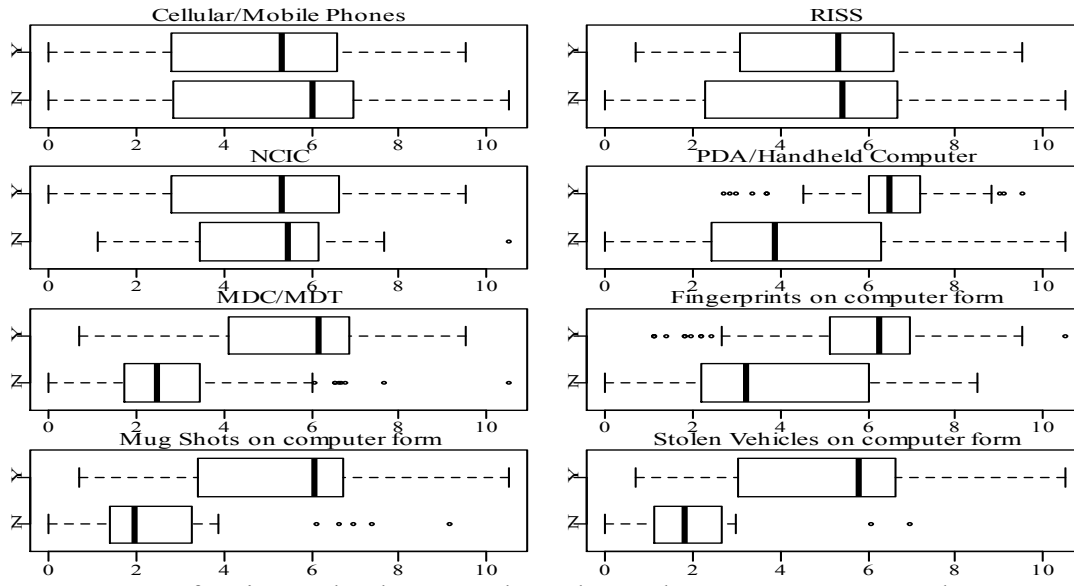 Cellular/Mobile Phones
Y
Z
0 2 4 6 8 10
RISS
Y
Z
0 2 4 6 8 10
NCIC
Y
Z
0 2 4 6 8 10
PDA/Handheld Computer
Y
Z
0 2 4 6 8 10
MDC/MDT
Y
Z
0 2 4 6 8 10
Fingerprints on computer form
Y
Z
0 2 4 6 8 10
Mug Shots on computer form
Y
Z
0 2 4 6 8 10
Stolen Vehicles on computer form
Y
Z
0 2 4 6 8 10